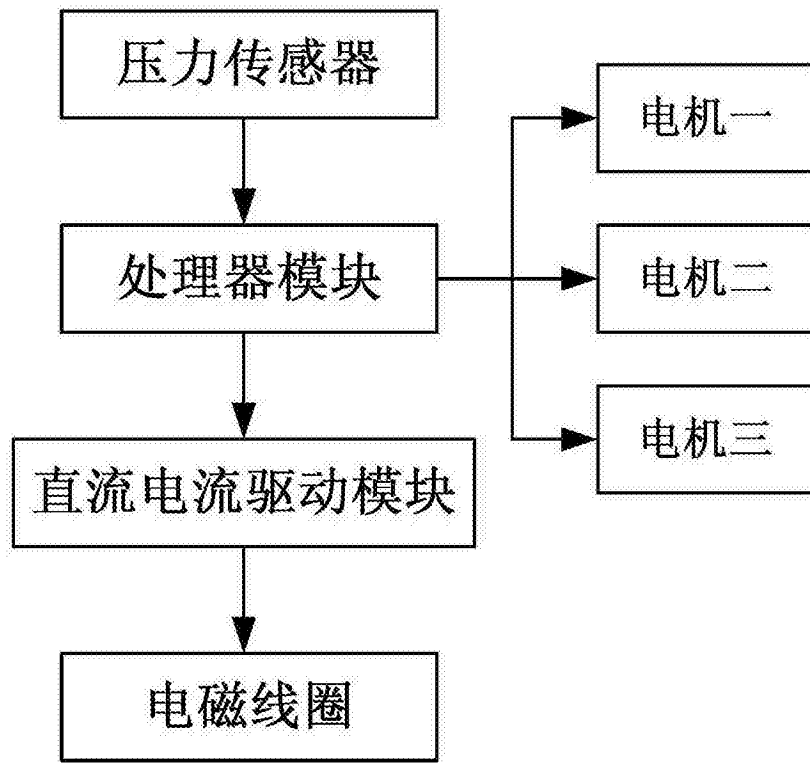 压力传感器
处理器模块
直流电流驱动模块
电磁线圈
电机一
电机二
电机三